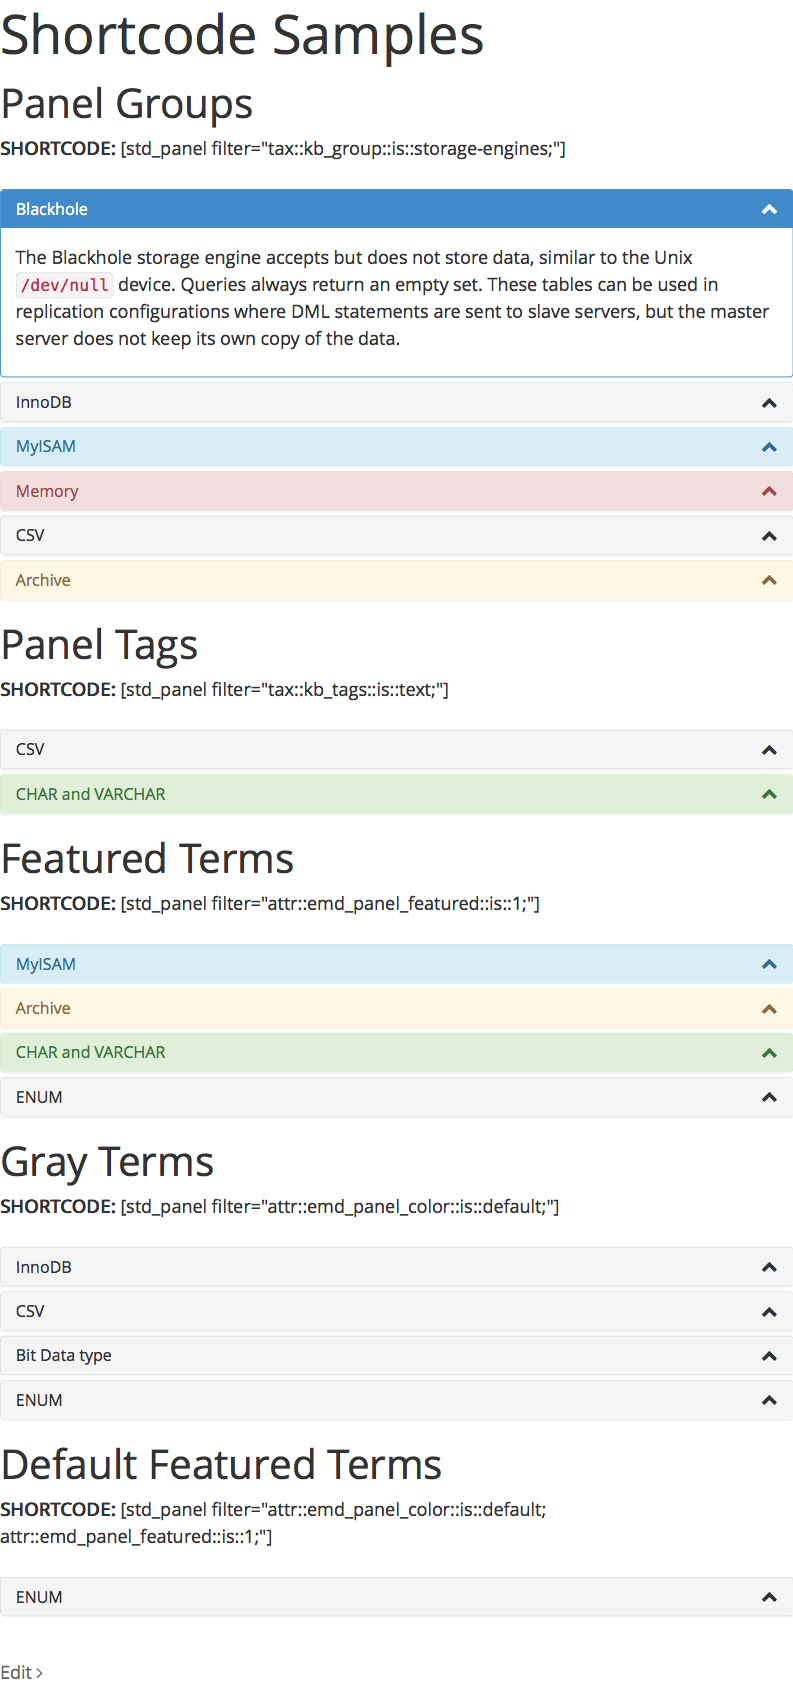 Shortcode Samples
Panel Groups
SHORTCODE: [std_panel filter="tax::kb_group::is::storage-engines;"]
Blackhole
The Blackhole storage engine accepts but does not store data, similar to the Unix
/dev/null device. Queries always return an empty set. These tables can be used in
replication configurations where DML statements are sent to slave servers, but the master
server does not keep its own copy of the data.
InnoDB
MyISAM
Memory
CSV
Archive
Panel Tags
SHORTCODE: [std_panel filter="tax::kb_tags::is::text;"]
CSV
CHAR and VARCHAR
Featured Terms
SHORTCODE: [std_panel filter="attr::emd_panel_featured::is::1;"]
MyISAM
Archive
CHAR and VARCHAR
ENUM
Gray Terms
SHORTCODE: [std_panel filter="attr::emd_panel_color::is::default;"]
InnoDB
CSV
Bit Data type
ENUM
Default Featured Terms
SHORTCODE: [std_panel filter="attr::emd_panel_color::is::default;
attr::emd_panel_featured::is::1;"]
ENUM
Edit ›